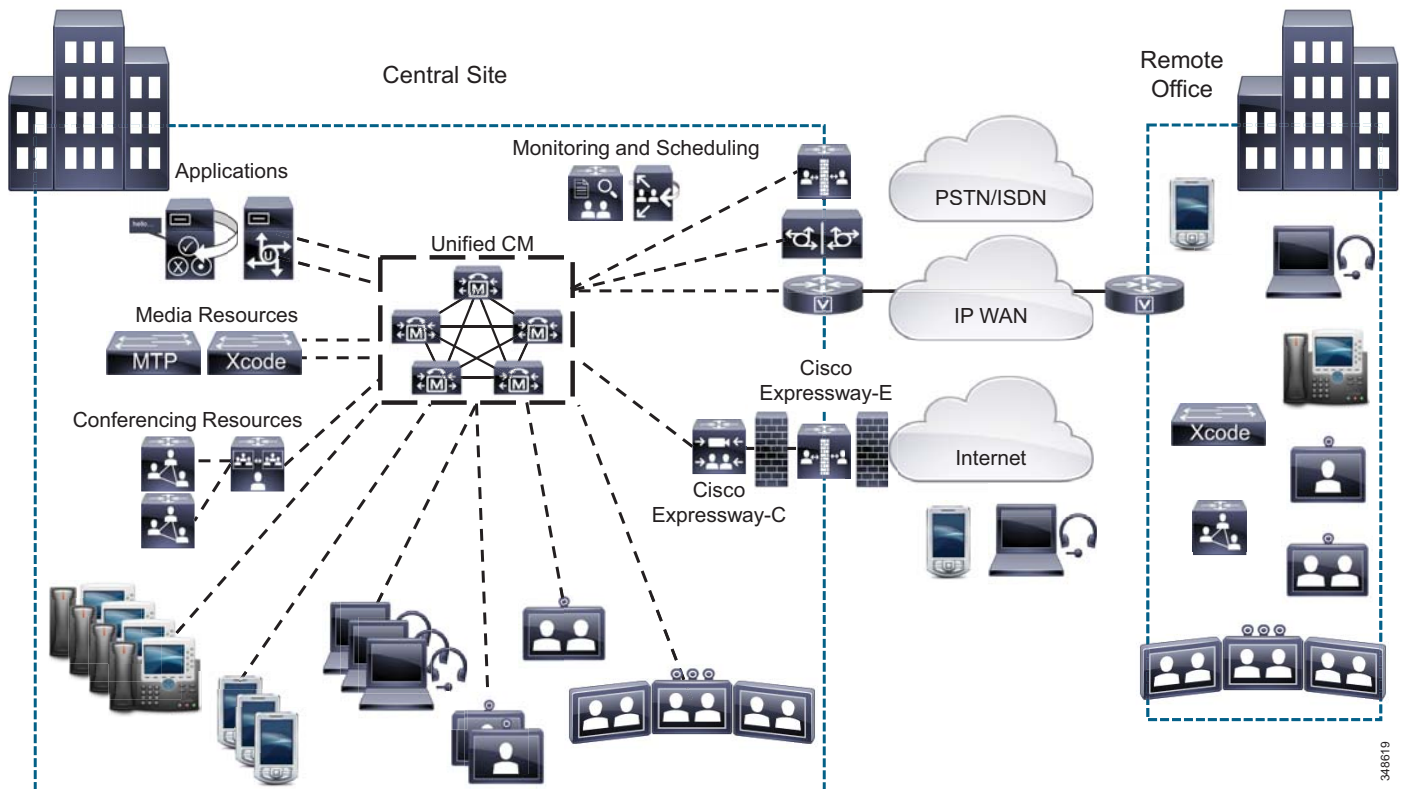 Central Site
Remote
Office
Monitoring and Scheduling
Applications
PSTN/ISDN
hello...
U
Unified CM
M
M
M
M
M
V
IP WAN
V
Media Resources
MTP
Xcode
Cisco
Expressway-E
Conferencing Resources
Xcode
Internet
Cisco
Expressway-C
348619